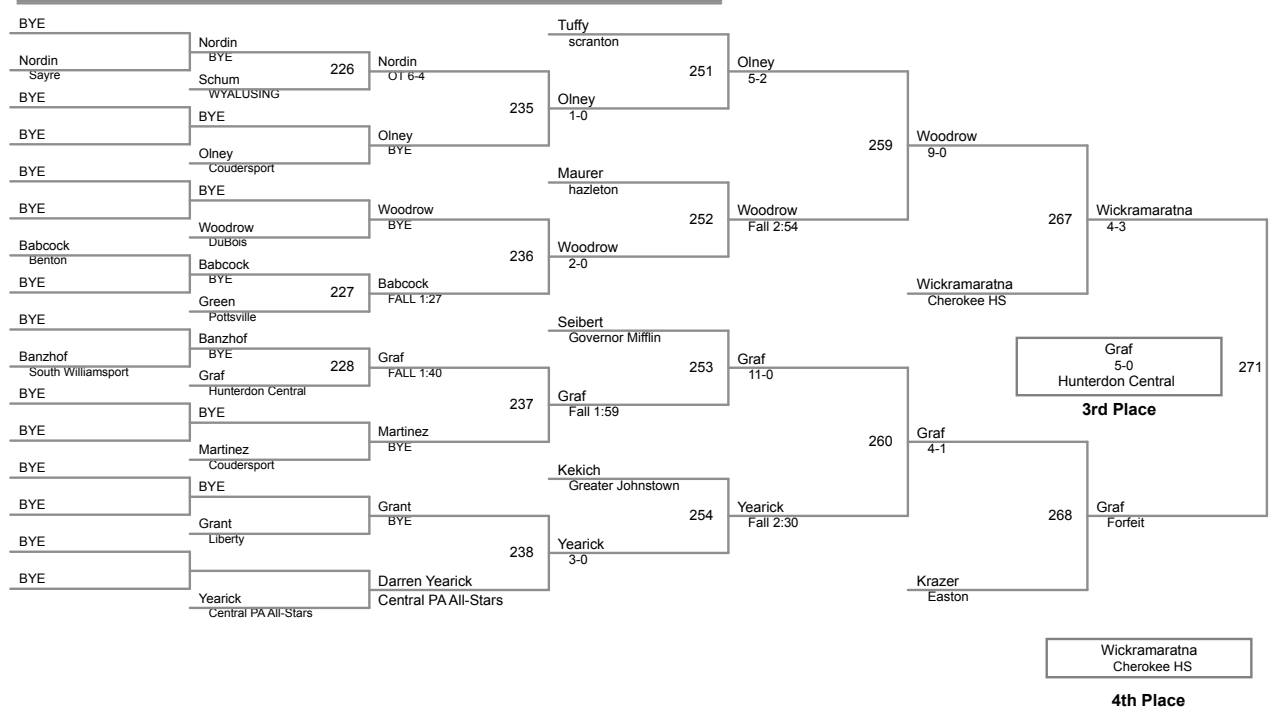 BYE
Nordin
Sayre
BYE
BYE
BYE
BYE
Babcock
Benton
BYE
BYE
Banzhof
South Williamsport
BYE
BYE
BYE
BYE
BYE
BYE
Nordin
BYE
226
Schum
WYALUSING
BYE
Olney
Coudersport
BYE
Woodrow
DuBois
Babcock
BYE
227
Green
Pottsville
Banzhof
BYE
228
Graf
Hunterdon Central
BYE
Martinez
Coudersport
BYE
Grant
Liberty
Yearick
Central PA All-Stars
Nordin
OT 6-4
235
Olney
BYE
Woodrow
BYE
236
Babcock
FALL 1:27
Graf
FALL 1:40
237
Martinez
BYE
Grant
BYE
238
Darren Yearick
Central PA All-Stars
Tuffy
scranton
251
Olney
1-0
Maurer
hazleton
252
Woodrow
2-0
Seibert
Governor Mifflin
253
Graf
Fall 1:59
Kekich
Greater Johnstown
254
Yearick
3-0
Olney
5-2
259
Woodrow
Fall 2:54
Graf
11-0
260
Yearick
Fall 2:30
Woodrow
9-0
267
Wickramaratna
Cherokee HS
Graf
4-1
268
Krazer
Easton
Wickramaratna
4-3
271
Graf
Forfeit
Graf
5-0
Hunterdon Central
3rd Place
Wickramaratna
Cherokee HS
4th Place